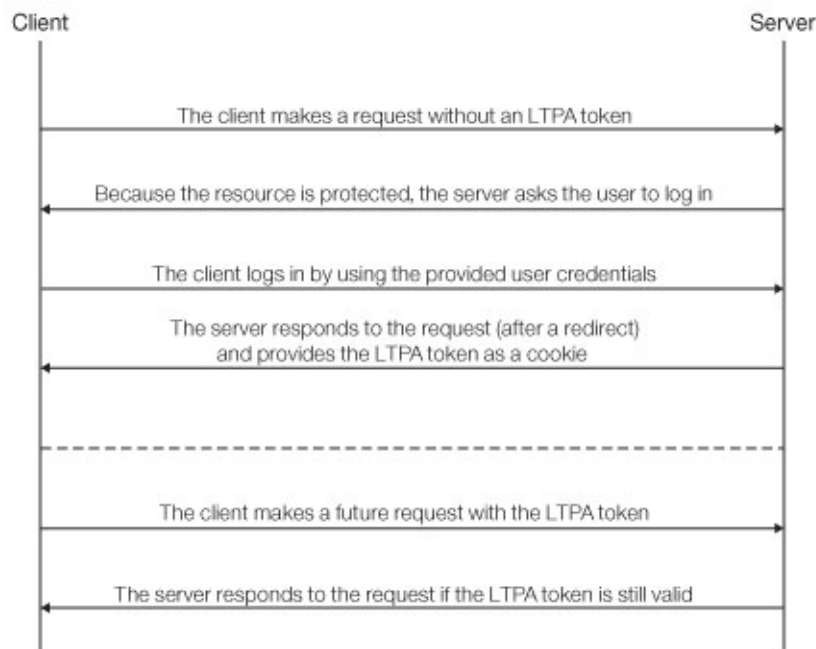 Client Server
The client makes a request without an LTPA token
Because the resource is protected, the server asks the user to log in
The client logs in by using the provided user credentials
The server responds to the request (after a redirect)
and provides the LTPA token as a cookie
The client makes a future request with the LTPA token
The server responds to the request if the LTPA token is still valid